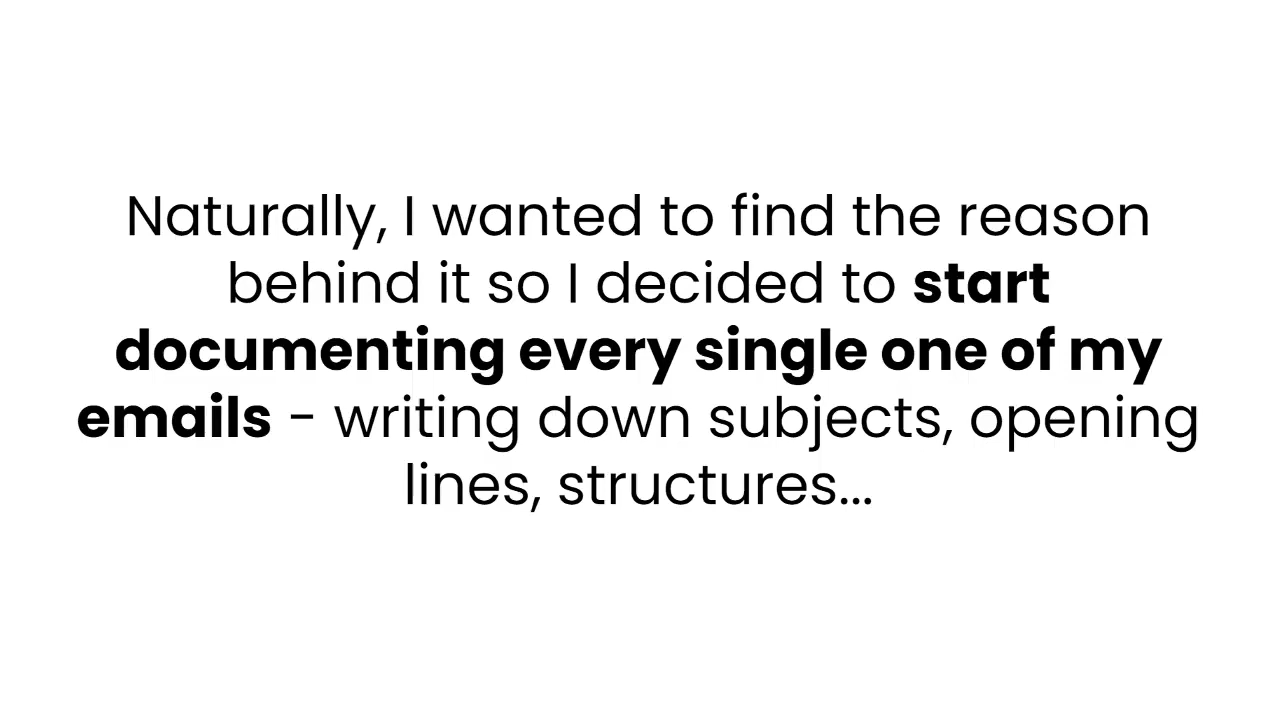 Naturally, I wanted to find the reason
behind it so I decided to start
documenting every single one of my
emails - writing down subjects, opening
lines, structures...